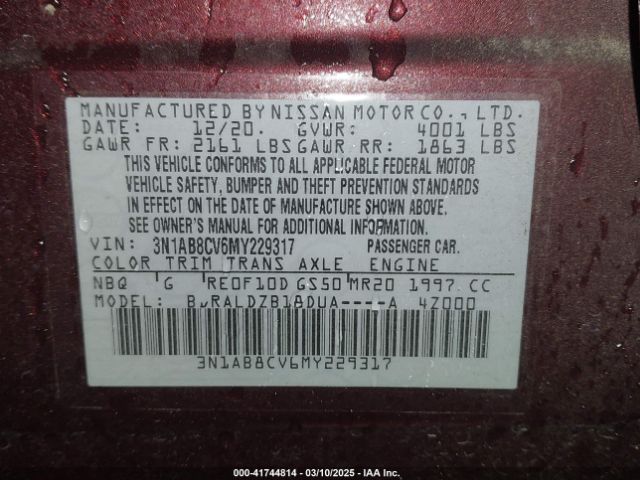 MANUFACTURED BY NISSAN MOTOR CO., LTD.
DATE: 12/20. GVWR: 4001 LBS
GAWR FR: 2161 LBS GAWR RR: 1863 LBS
THIS VEHICLE CONFORMS TO ALL APPLICABLE FEDERAL MOTOR
VEHICLE SAFETY, BUMPER AND THEFT PREVENTION STANDARDS
IN EFFECT ON THE DATE OF MANUFACTURE SHOWN ABOVE.
SEE OWNER'S MANUAL FOR ADDITIONAL INFORMATION.
VIN: 3N1AB8CV6MY229317 PASSENGER CAR.
COLOR TRIM TRANS AXLE ENGINE
NBQ G RE0F10D GS50 MR20 1997.CC
MODEL: 4Z000
3N1AB8CV6MY229317
000-41744814 | 03/10/2025 | IAA Inc.